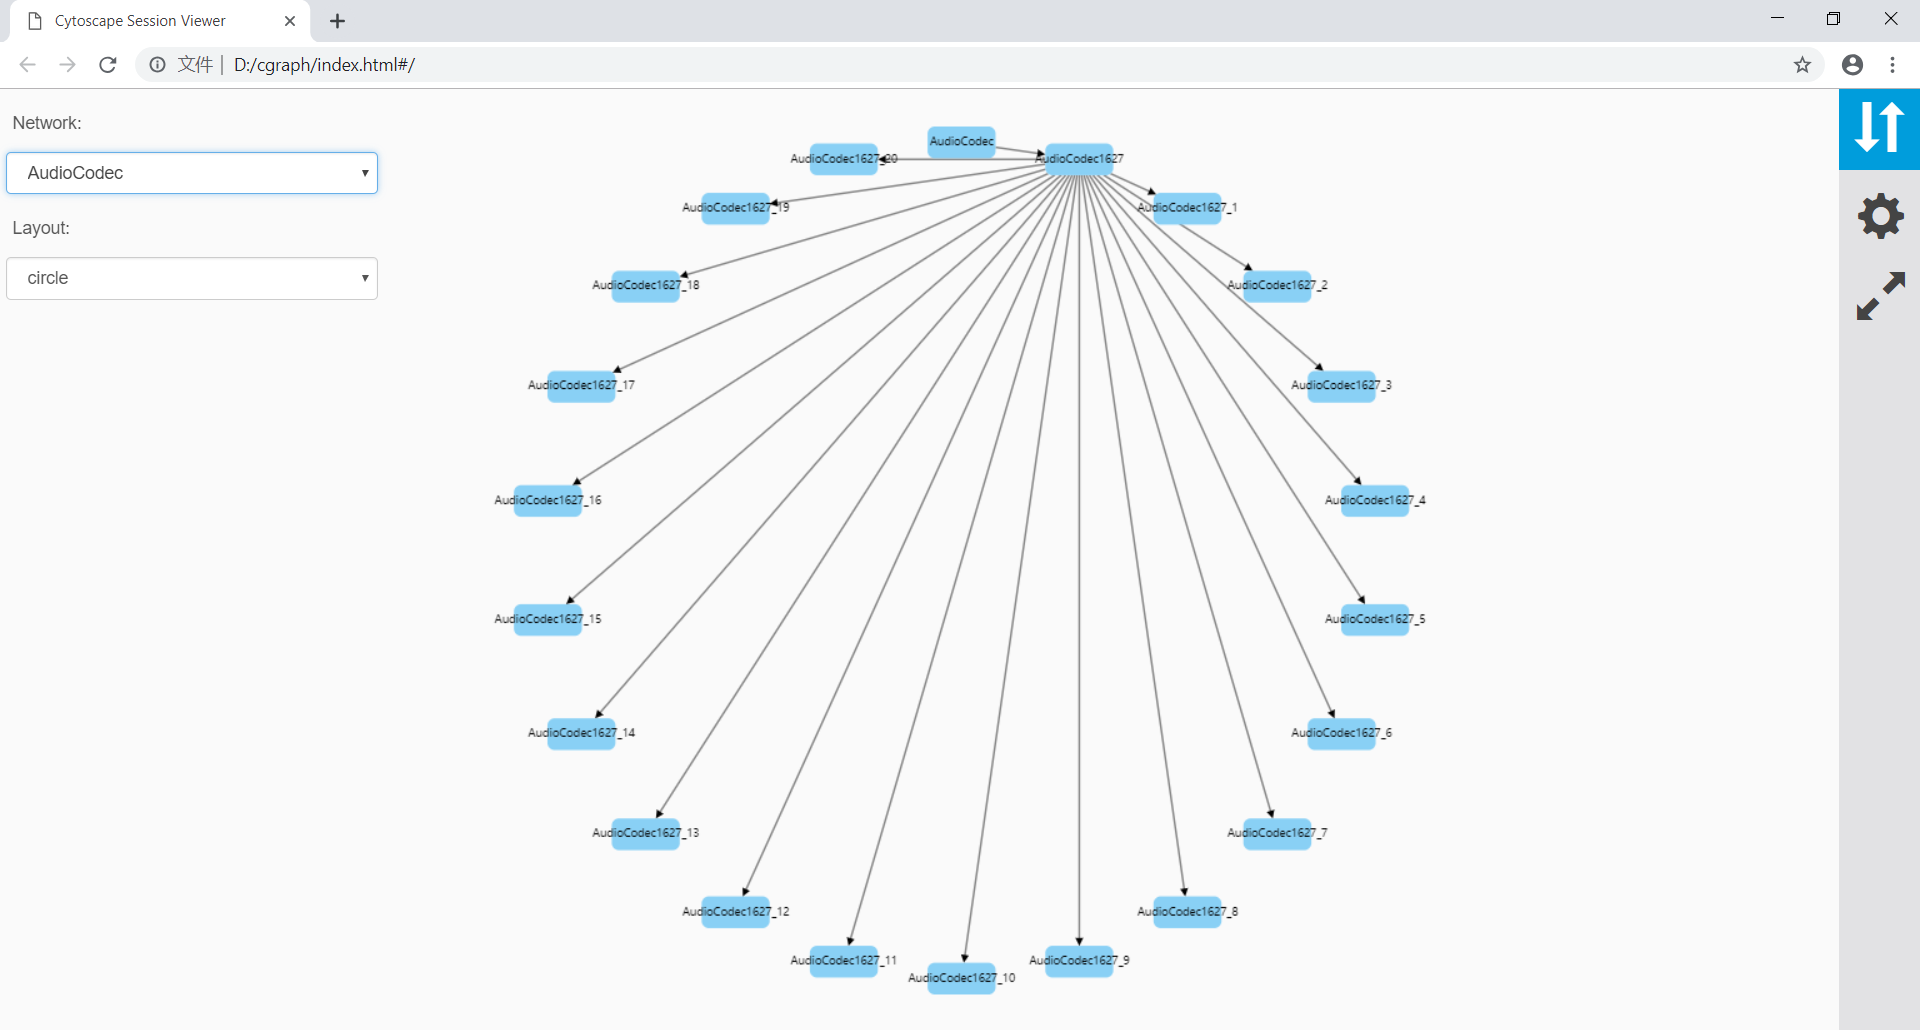 Cytoscape Session Viewer
文件 | D:/cgraph/index.html#/
Network:
AudioCodec
Layout:
circle
AudioCodec
AudioCodec1627
AudioCodec1627_20
AudioCodec1627_19
AudioCodec1627_1
AudioCodec1627_18
AudioCodec1627_2
AudioCodec1627_17
AudioCodec1627_3
AudioCodec1627_16
AudioCodec1627_4
AudioCodec1627_15
AudioCodec1627_5
AudioCodec1627_14
AudioCodec1627_6
AudioCodec1627_13
AudioCodec1627_7
AudioCodec1627_12
AudioCodec1627_8
AudioCodec1627_11
AudioCodec1627_9
AudioCodec1627_10